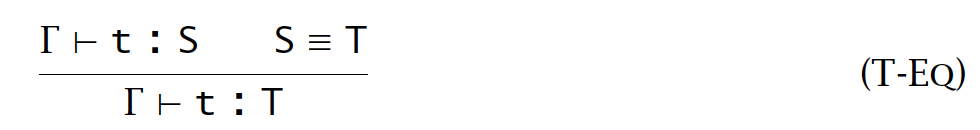 Γ ⊢ t : S S ≡ T
(T-EQ)
Γ ⊢ t : T